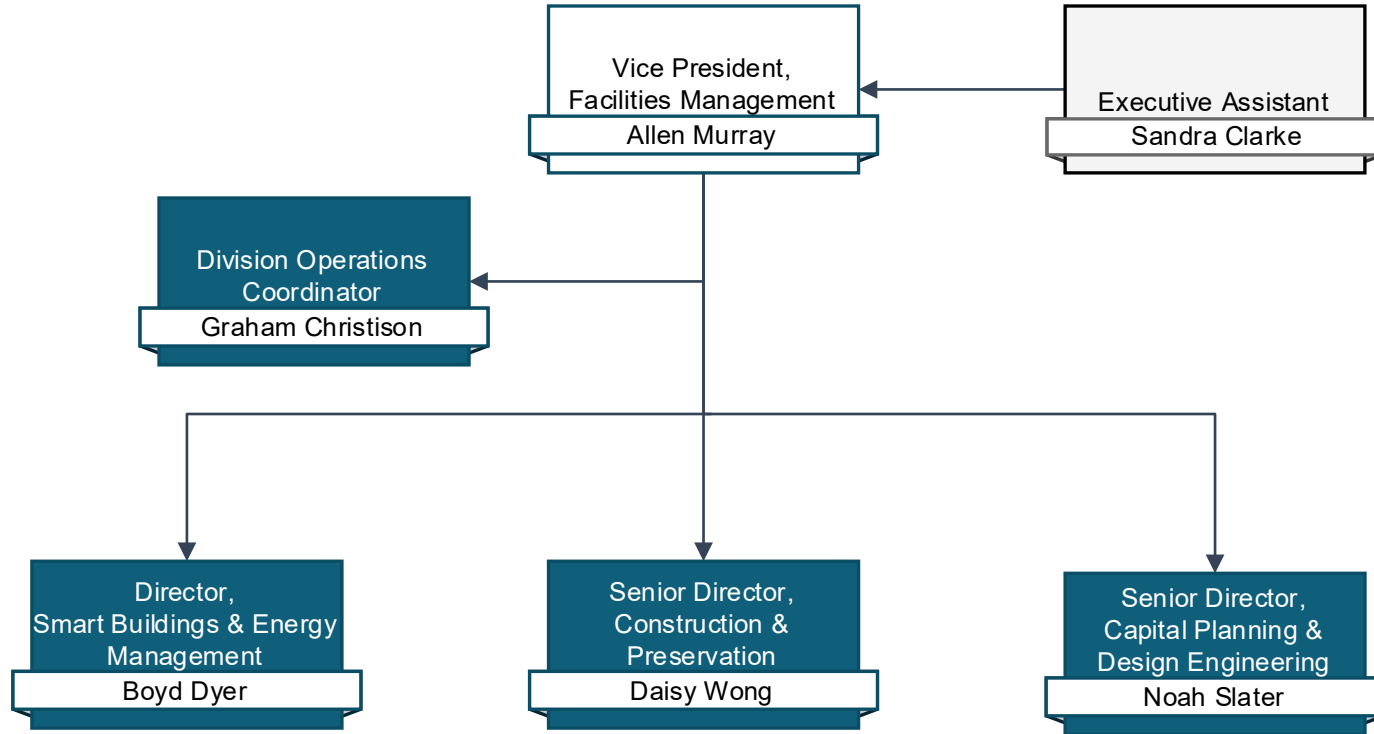 Vice President,
Facilities Management
Allen Murray
Executive Assistant
Sandra Clarke
Division Operations
Coordinator
Graham Christison
Director,
Smart Buildings & Energy
Management
Boyd Dyer
Senior Director,
Construction &
Preservation
Daisy Wong
Senior Director,
Capital Planning &
Design Engineering
Noah Slater